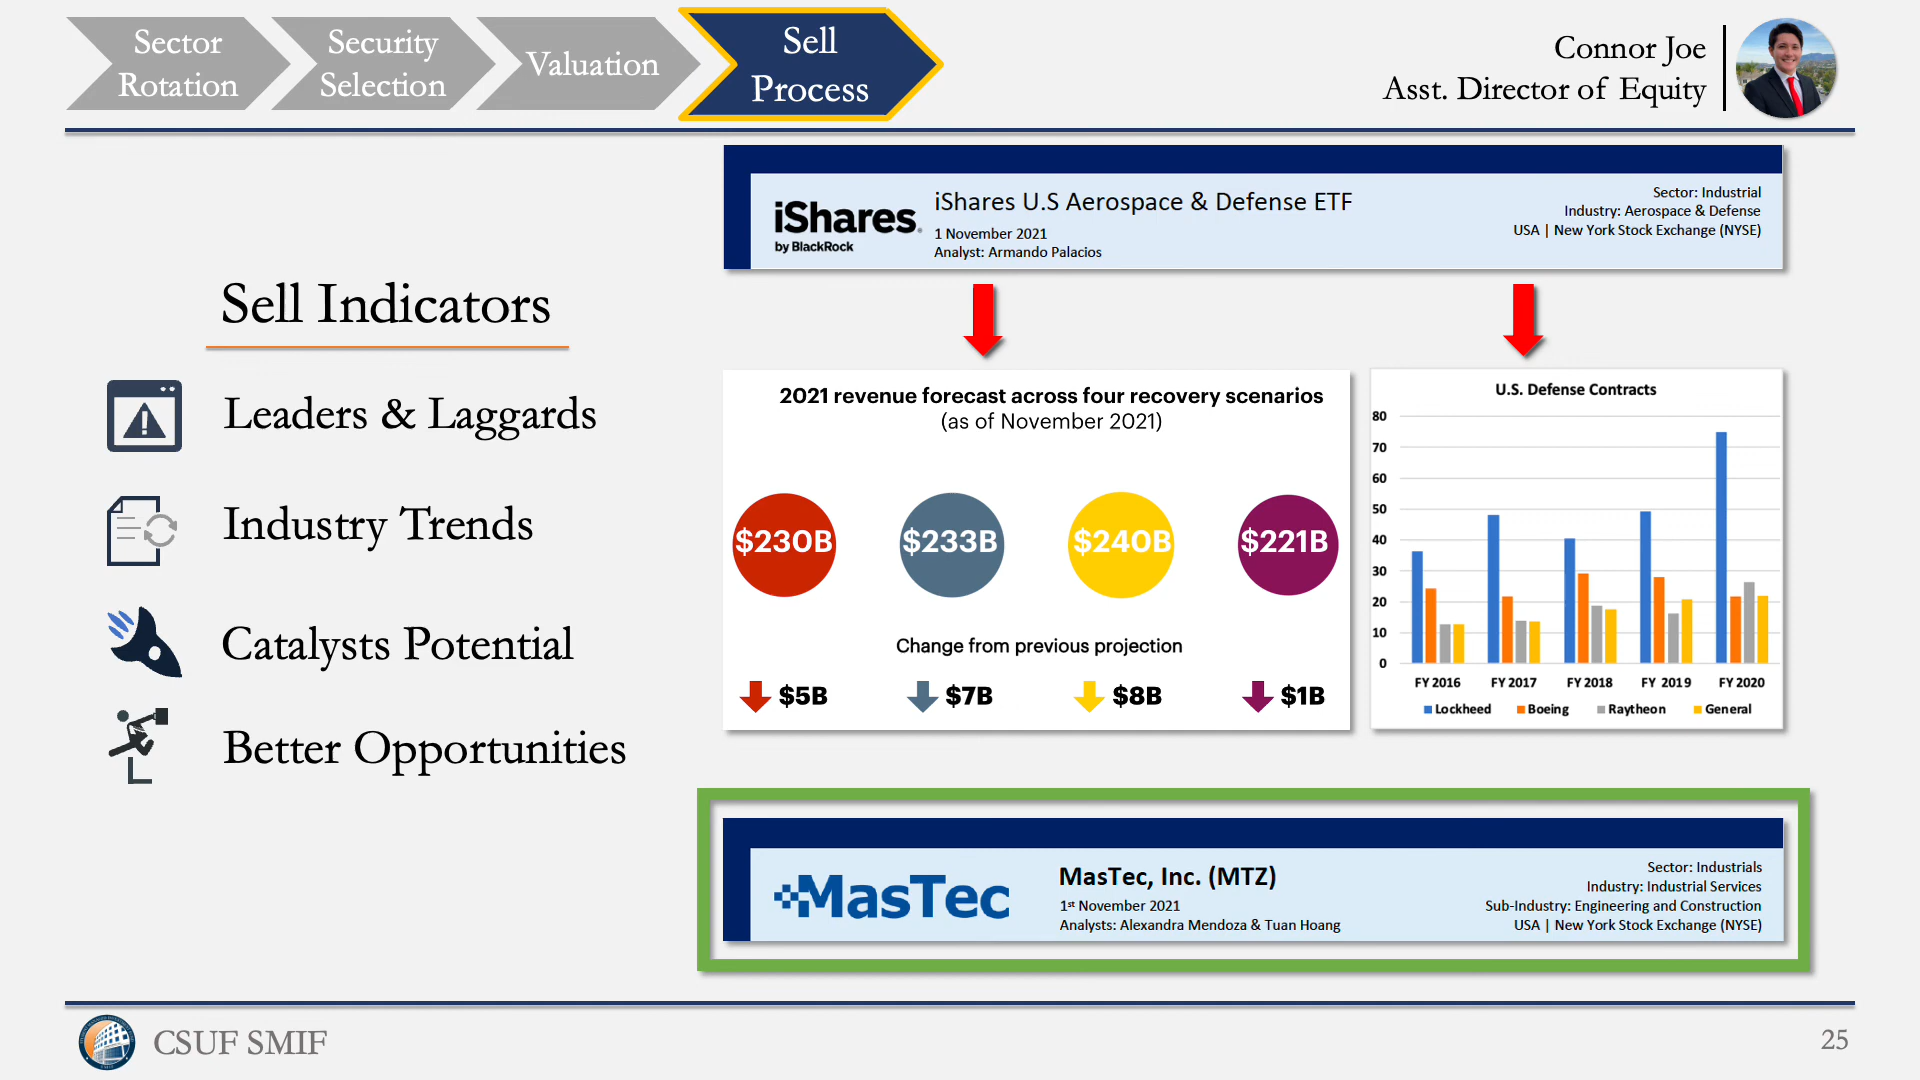 Sector
Rotation
Security
Selection
Valuation
Sell
Process
Connor Joe
Asst. Director of Equity
iShares
by BlackRock
iShares U.S Aerospace & Defense ETF
1 November 2021
Analyst: Armando Palacios
Sector: Industrial
Industry: Aerospace & Defense
USA | New York Stock Exchange (NYSE)
Sell Indicators
Leaders & Laggards
Industry Trends
Catalysts Potential
Better Opportunities
2021 revenue forecast across four recovery scenarios
(as of November 2021)
$230B $233B $240B $221B
Change from previous projection
$5B $7B $8B $1B
U.S. Defense Contracts
80
70
60
50
40
30
20
10
0
FY 2016 FY 2017 FY 2018 FY 2019 FY 2020
Lockheed Boeing Raytheon General
MasTec
MasTec, Inc. (MTZ)
1st November 2021
Analysts: Alexandra Mendoza & Tuan Hoang
Sector: Industrials
Industry: Industrial Services
Sub-Industry: Engineering and Construction
USA | New York Stock Exchange (NYSE)
CSUF SMIF
25